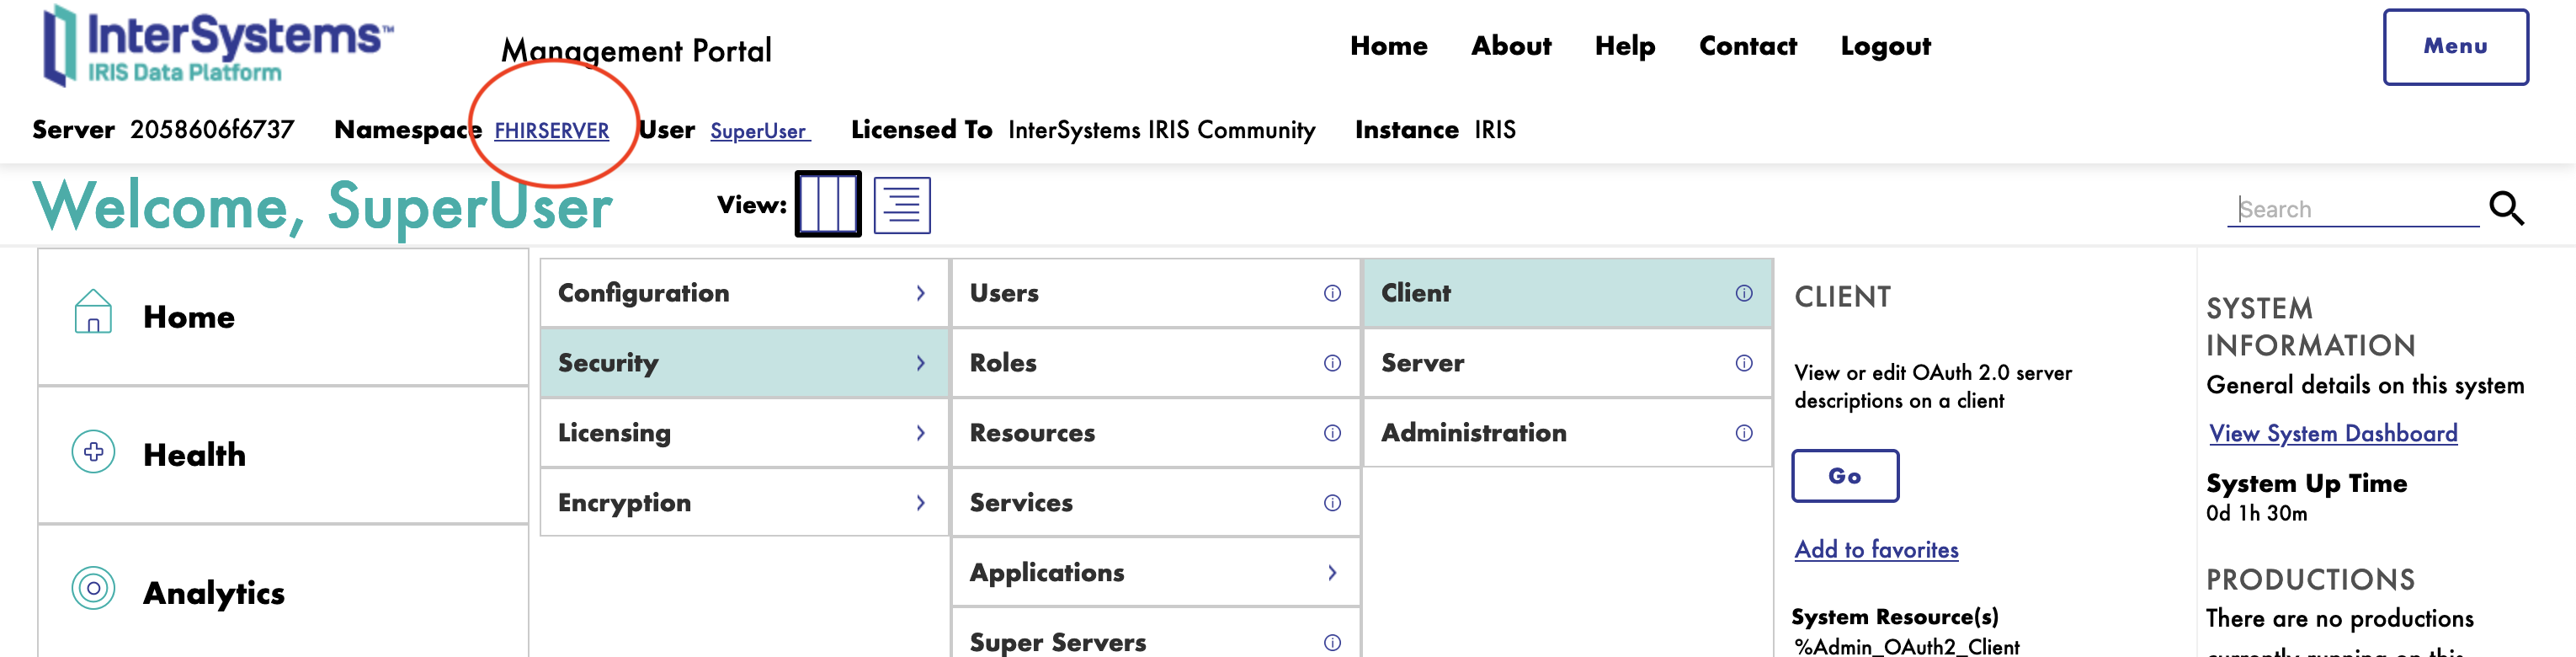 InterSystems™
IRIS Data Platform
Management Portal
Home About Help Contact Logout
Menu
Server 2058606f6737 Namespace FHIRSERVER User SuperUser Licensed To InterSystems IRIS Community Instance IRIS
Welcome, SuperUser
View:
Search
Home
Health
Analytics
Configuration
Security
Licensing
Encryption
Users
Roles
Resources
Services
Applications
Super Servers
Client
Server
Administration
CLIENT
View or edit OAuth 2.0 server
descriptions on a client
Go
Add to favorites
System Resource(s)
%Admin_OAuth2_Client
SYSTEM
INFORMATION
General details on this system
View System Dashboard
System Up Time
0d 1h 30m
PRODUCTIONS
There are no productions
currently running on this